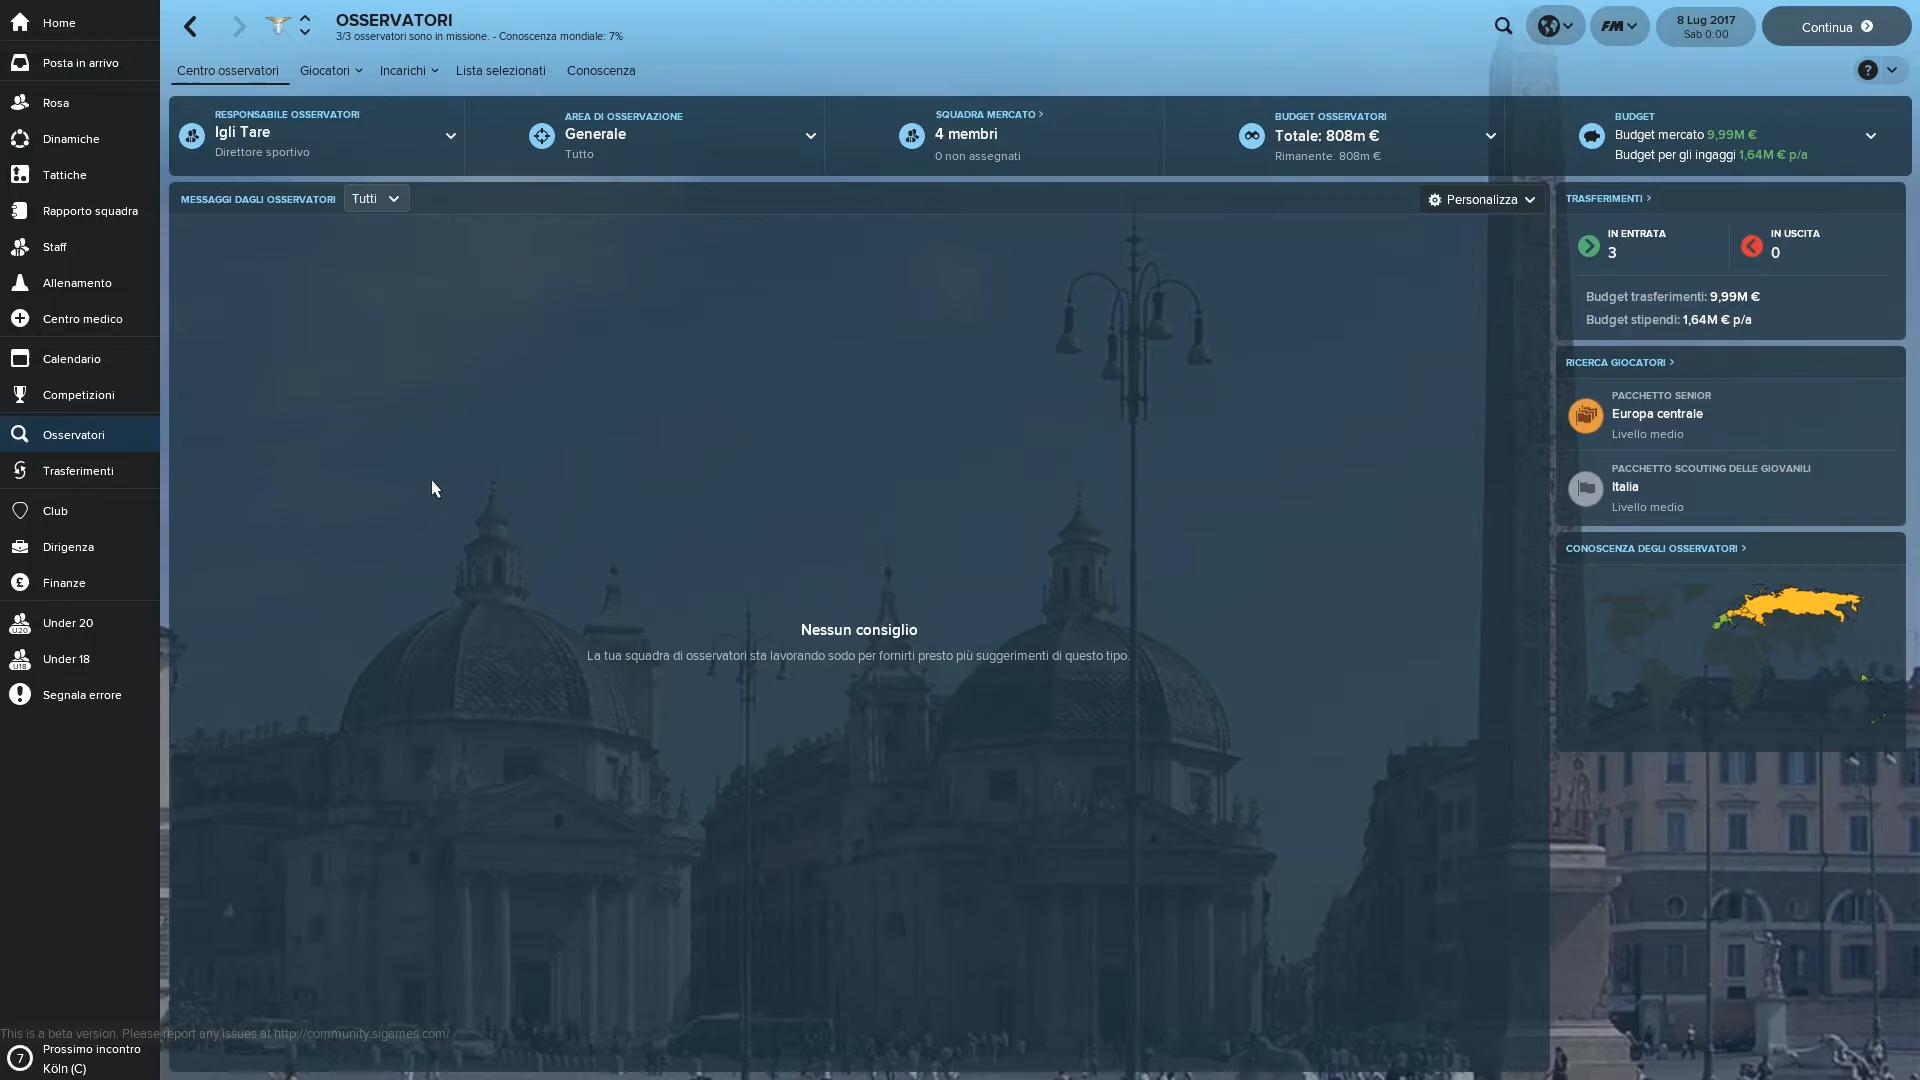 Home
Posta in arrivo
Rosa
Dinamiche
Tattiche
Rapporto squadra
Staff
Allenamento
Centro medico
Calendario
Competizioni
Osservatori
Trasferimenti
Club
Dirigenza
Finanze
U20
Under 20
U18
Under 18
Segnala errore
This is a beta version. Please report any issues at http://community.sigames.com/
7
Prossimo incontro
Köln (C)
OSSERVATORI
3/3 osservatori sono in missione. - Conoscenza mondiale: 7%
FM
8 Lug 2017
Sab 0:00
Continua
Centro osservatori
Giocatori
Incarichi
Lista selezionati
Conoscenza
?
RESPONSABILE OSSERVATORI
Igli Tare
Direttore sportivo
AREA DI OSSERVAZIONE
Generale
Tutto
SQUADRA MERCATO >
4 membri
0 non assegnati
BUDGET OSSERVATORI
Totale: 808m €
Rimanente: 808m €
BUDGET
Budget mercato 9,99M €
Budget per gli ingaggi 1,64M € p/a
MESSAGGI DAGLI OSSERVATORI
Tutti
Personalizza
Nessun consiglio
La tua squadra di osservatori sta lavorando sodo per fornirti presto più suggerimenti di questo tipo.
TRASFERIMENTI >
IN ENTRATA
3
IN USCITA
0
Budget trasferimenti: 9,99M €
Budget stipendi: 1,64M € p/a
RICERCA GIOCATORI >
PACCHETTO SENIOR
Europa centrale
Livello medio
PACCHETTO SCOUTING DELLE GIOVANILI
Italia
Livello medio
CONOSCENZA DEGLI OSSERVATORI >